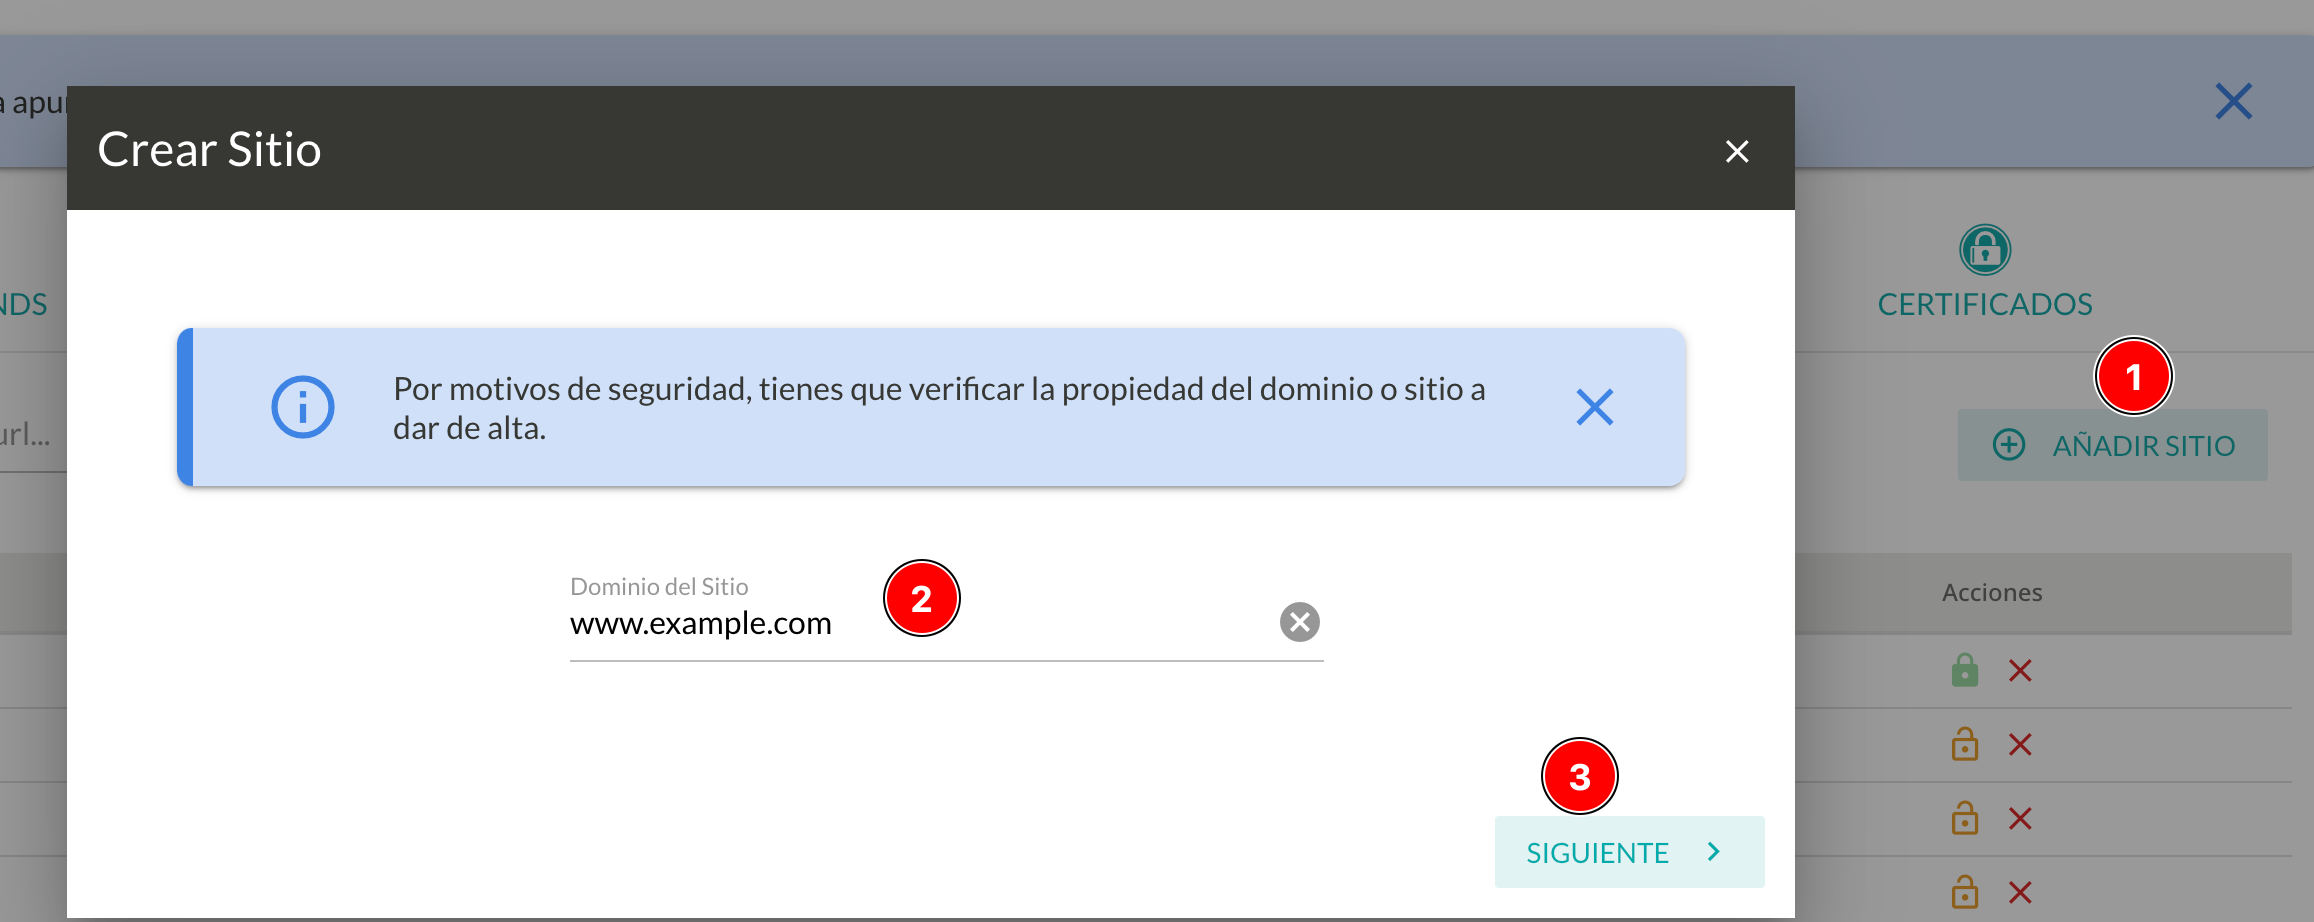 a apur
Crear Sitio
NDS
CERTIFICADOS
1
Por motivos de seguridad, tienes que verificar la propiedad del dominio o sitio a
dar de alta.
url...
AÑADIR SITIO
Dominio del Sitio
2
www.example.com
Acciones
3
SIGUIENTE